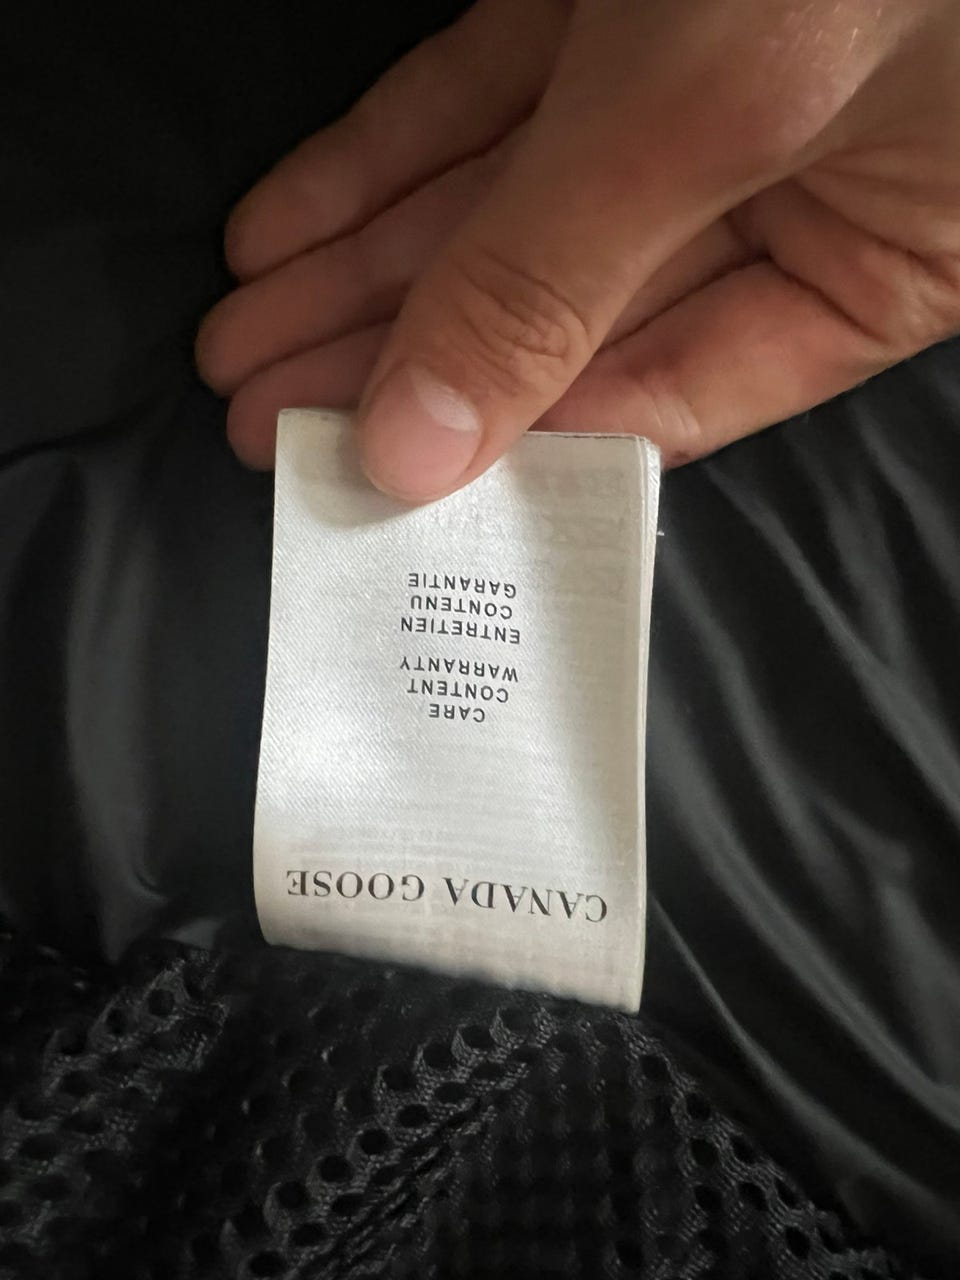 CANADA GOOSE
CARE
CONTENT
WARRANTY
ENTRETIEN
CONTENU
GARANTIE